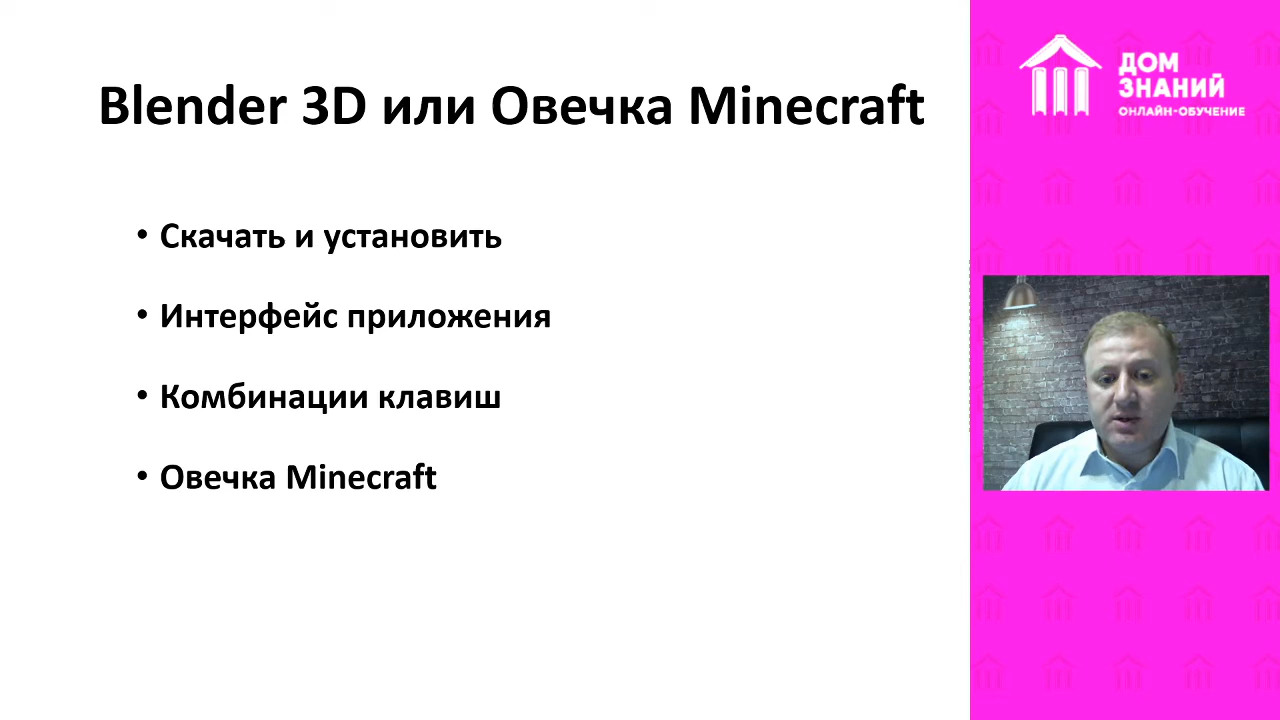 Blender 3D или Овечка Minecraft
• Скачать и установить
• Интерфейс приложения
• Комбинации клавиш
• Овечка Minecraft
ДОМ
ЗНАНИЙ
ОНЛАЙН-ОБУЧЕНИЕ